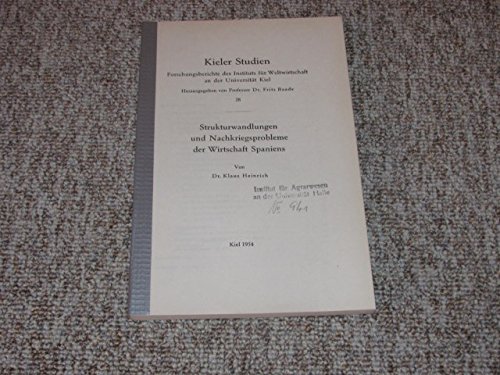 Kieler Studien
Forschungsberichte des Instituts für Weltwirtschaft
an der Universität Kiel
Herausgegeben von Professor Dr. Fritz Baade
28
Strukturwandlungen
und Nachkriegsprobleme
der Wirtschaft Spaniens
Von
Dr. Klaus Heinrich
Institut für Agrarwesen
an der Universität Halle
Kiel 1954